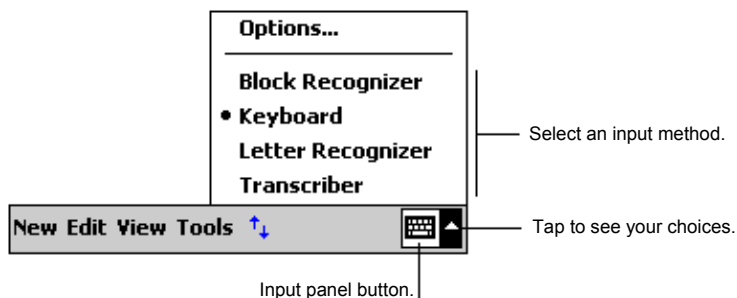 Options...
Block Recognizer
Keyboard
Letter Recognizer
Transcriber
Select an input method.
New Edit View Tools
Tap to see your choices.
Input panel button.